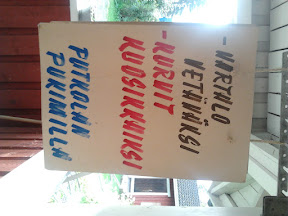 -VARTALO
VETÄVÄKSI
-KURVIT
KUOSIKKAIKSI
PUTKOLAN
PUKIMILLA